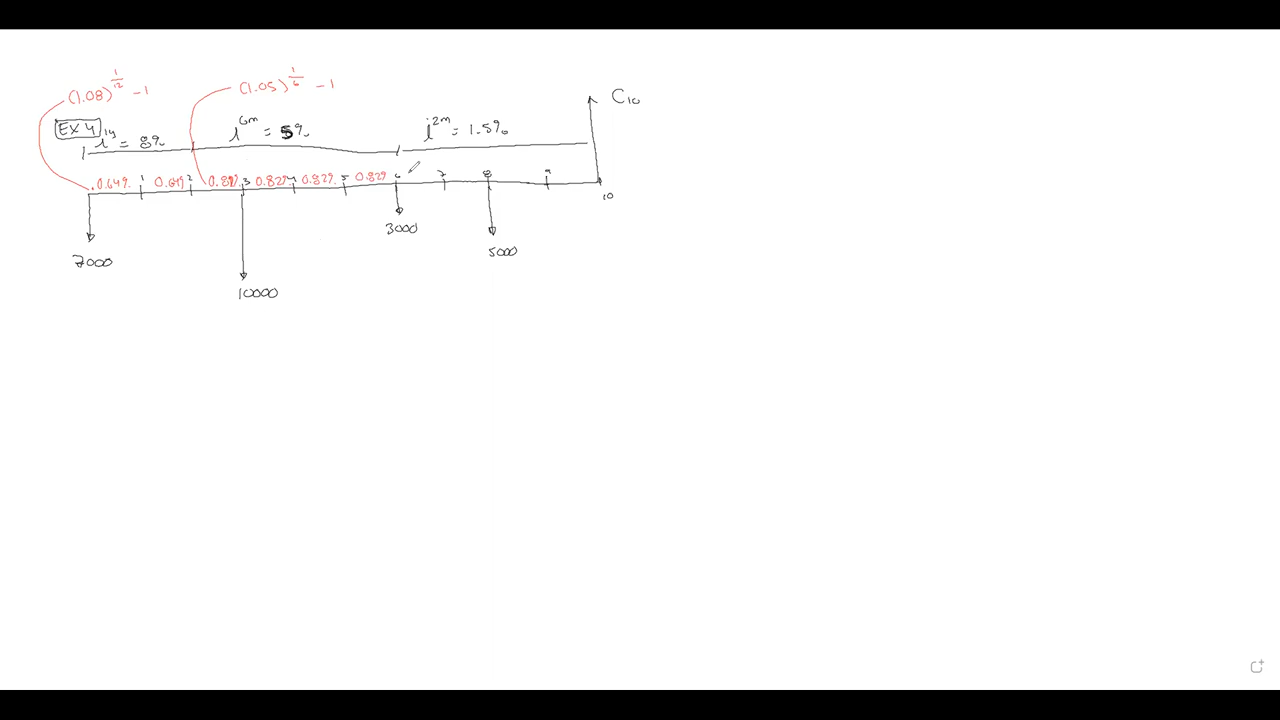 (1.08)^(1/12) - 1
(1.05)^(1/6) - 1
C₁₀
EX 4
i^1y = 8%
i^6m = 5%
i^2m = 1.5%
0.64% 1 0.64% 2 0.82% 3 0.82% 4 0.82% 5 0.82% 6 7 8 9 10
7000
10000
3000
5000